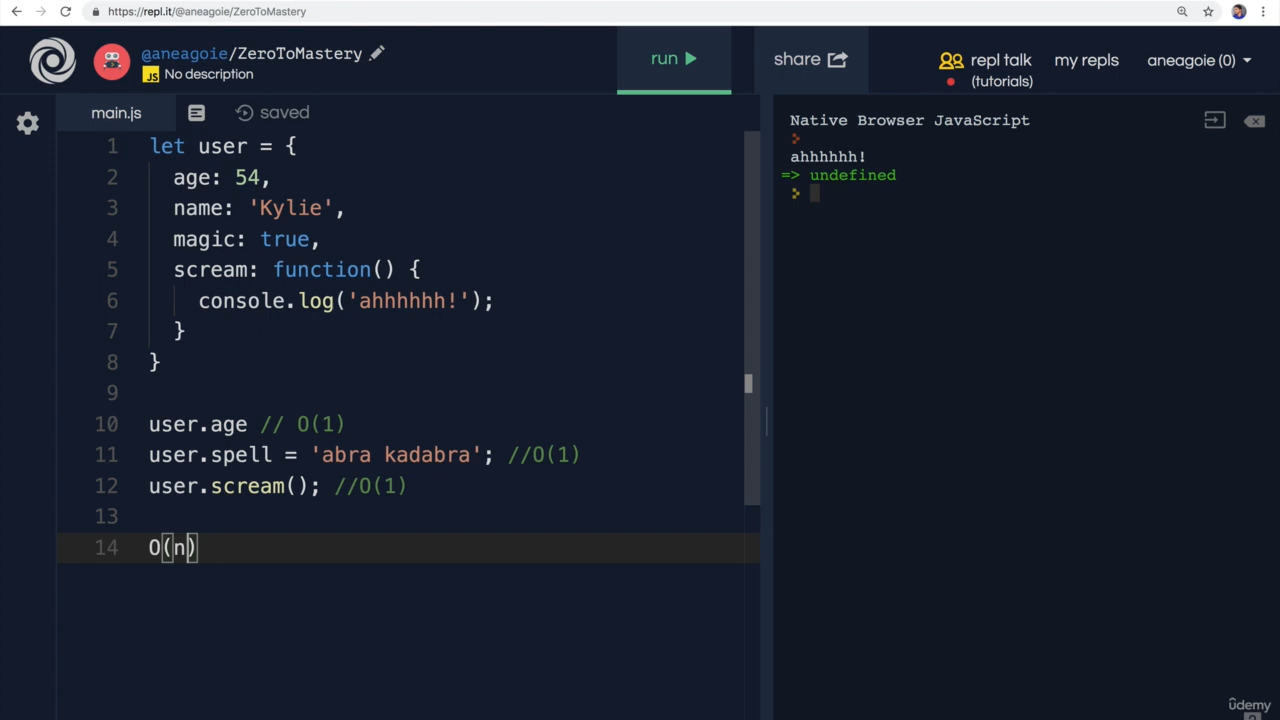 https://repl.it/@aneagoie/ZeroToMastery
@aneagoie/ZeroToMastery
JS No description
run
share
repl talk
(tutorials)
my repls
aneagoie (0)
main.js
saved
1 let user = {
2 age: 54,
3 name: 'Kylie',
4 magic: true,
5 scream: function() {
6 console.log('ahhhhhh!');
7 }
8 }
9
10 user.age // O(1)
11 user.spell = 'abra kadabra'; //O(1)
12 user.scream(); //O(1)
13
14 O(n)
Native Browser JavaScript
ahhhhhh!
=> undefined
ûdemy